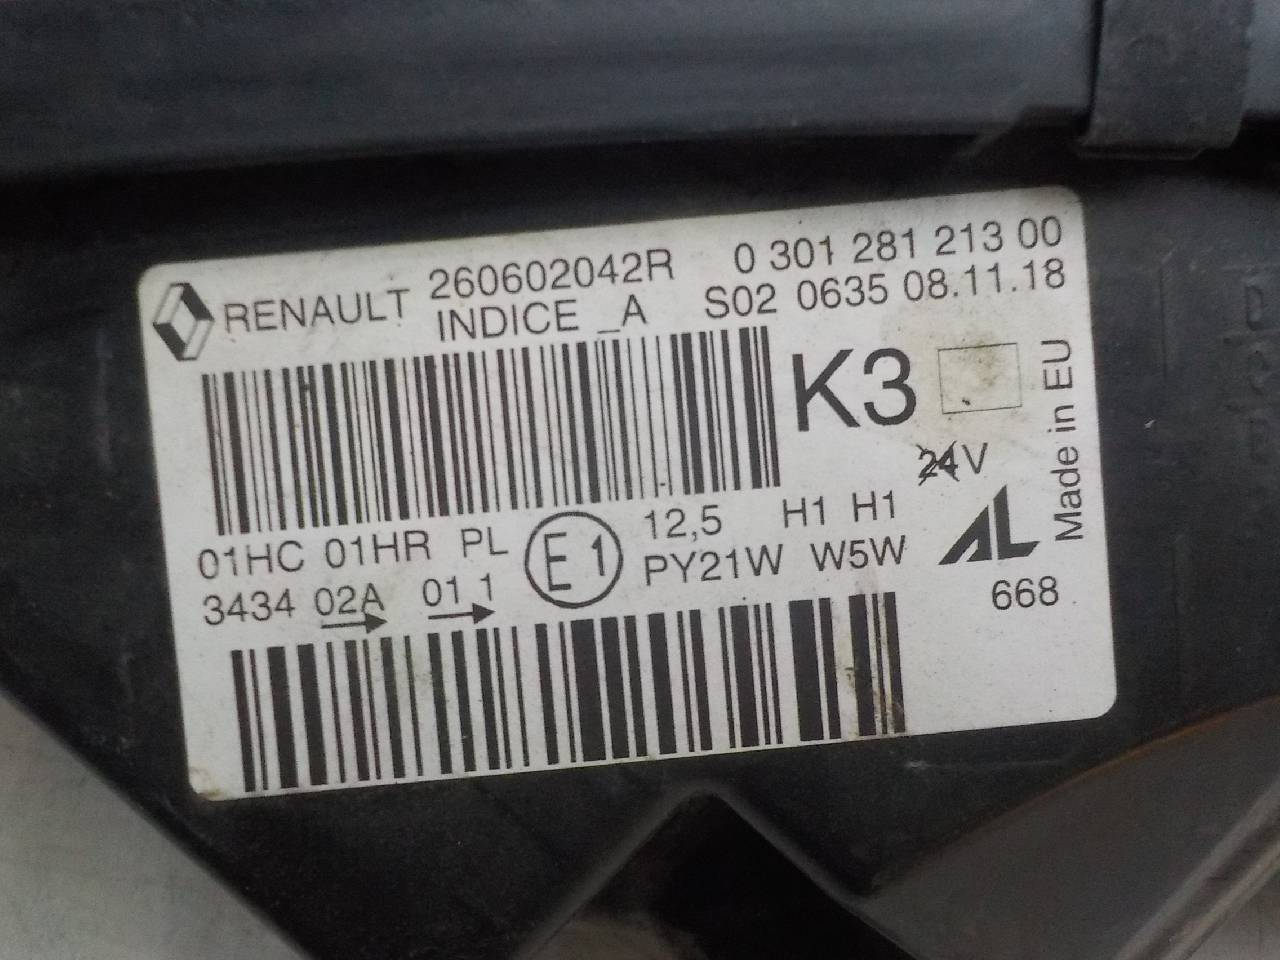 RENAULT 260602042R 0 301 281 213 00
INDICE _A S02 0635 08.11.18
K3
24V
Made in EU
01HC 01HR PL E1 12,5 H1 H1
3434 02A 01 1 PY21W W5W
AL
668